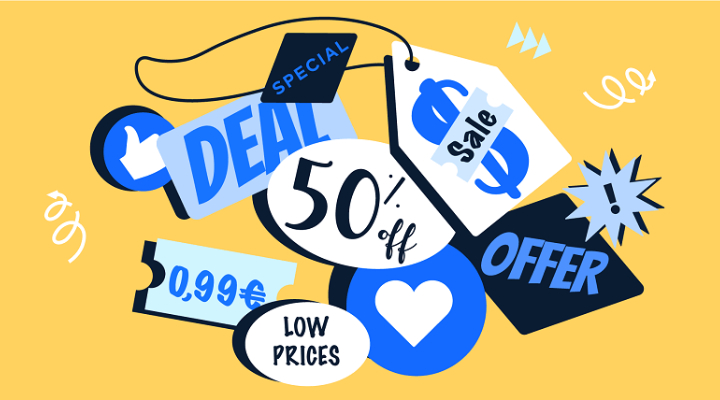 SPECIAL
DEAL
Sale
50%
off
!
OFFER
0,99€
LOW
PRICES